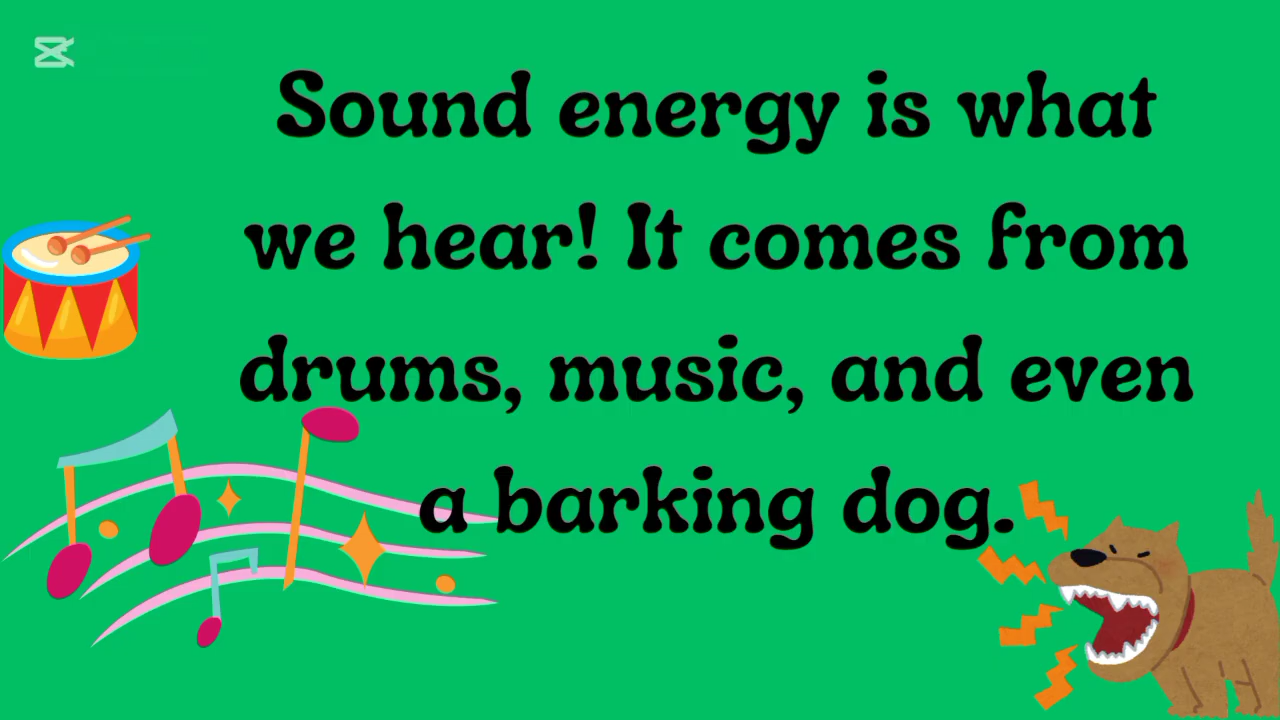 Sound energy is what
we hear! It comes from
drums, music, and even
a barking dog.